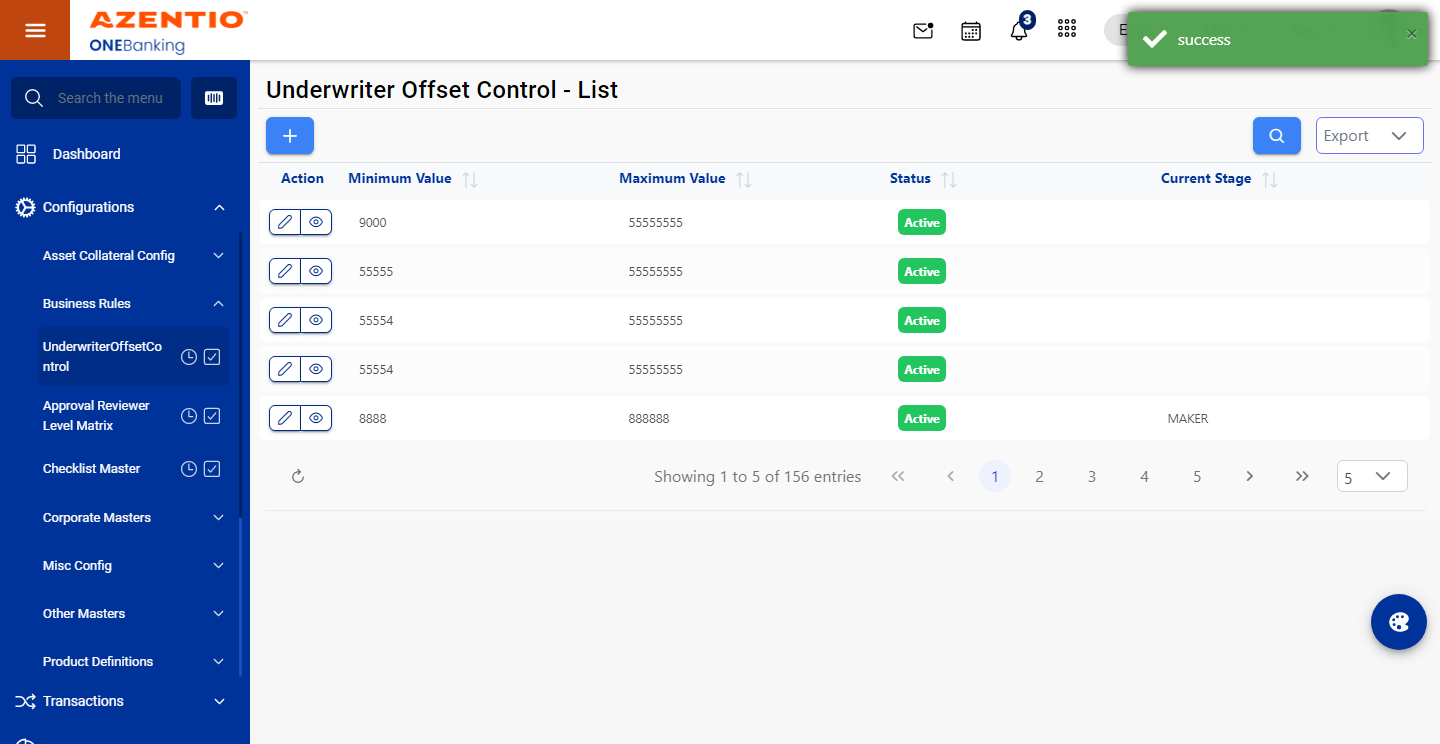 AZENTIO™
ONEBanking
3
success
×
Search the menu
Dashboard
Configurations
Asset Collateral Config
Business Rules
UnderwriterOffsetCo
ntrol
Approval Reviewer
Level Matrix
Checklist Master
Corporate Masters
Misc Config
Other Masters
Product Definitions
Transactions
Underwriter Offset Control - List
Export
Action Minimum Value Maximum Value Status Current Stage
9000 55555555 Active
55555 55555555 Active
55554 55555555 Active
55554 55555555 Active
8888 888888 Active MAKER
Showing 1 to 5 of 156 entries 1 2 3 4 5 5